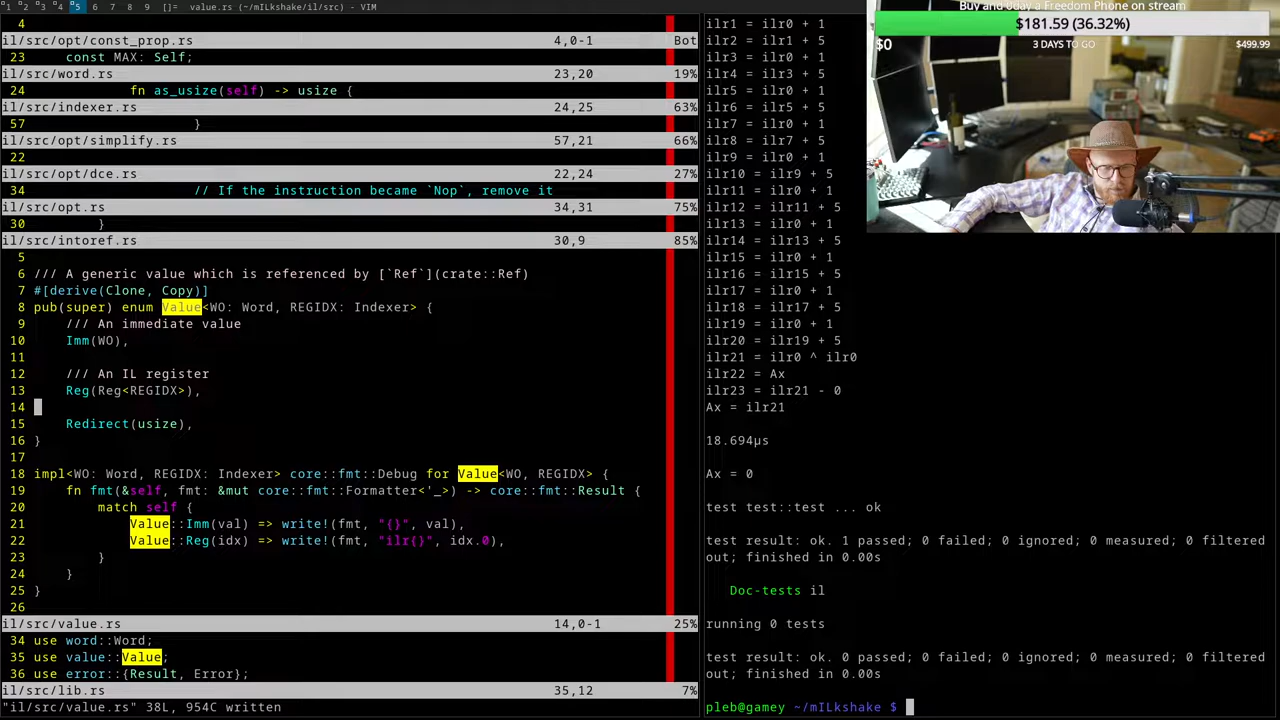 1 2 3 4 5 6 7 8 9 []= value.rs (~/mILkshake/il/src) - VIM
4
il/src/opt/const_prop.rs 4,0-1 Bot
23 const MAX: Self;
il/src/word.rs 23,20 19%
24 fn as_usize(self) -> usize {
il/src/indexer.rs 24,25 63%
57 }
il/src/opt/simplify.rs 57,21 66%
22
il/src/opt/dce.rs 22,24 27%
34 // If the instruction became `Nop`, remove it
il/src/opt.rs 34,31 75%
30 }
il/src/intoref.rs 30,9 85%
5
6 /// A generic value which is referenced by [`Ref`](crate::Ref)
7 #[derive(Clone, Copy)]
8 pub(super) enum Value<WO: Word, REGIDX: Indexer> {
9 /// An immediate value
10 Imm(WO),
11
12 /// An IL register
13 Reg(Reg<REGIDX>),
14
15 Redirect(usize),
16 }
17
18 impl<WO: Word, REGIDX: Indexer> core::fmt::Debug for Value<WO, REGIDX> {
19 fn fmt(&self, fmt: &mut core::fmt::Formatter<'_>) -> core::fmt::Result {
20 match self {
21 Value::Imm(val) => write!(fmt, "{}", val),
22 Value::Reg(idx) => write!(fmt, "ilr{}", idx.0),
23 }
24 }
25 }
26
il/src/value.rs 14,0-1 25%
34 use word::Word;
35 use value::Value;
36 use error::{Result, Error};
il/src/lib.rs 35,12 7%
"il/src/value.rs" 38L, 954C written
ilr1 = ilr0 + 1
ilr2 = ilr1 + 5
ilr3 = ilr0 + 1
ilr4 = ilr3 + 5
ilr5 = ilr0 + 1
ilr6 = ilr5 + 5
ilr7 = ilr0 + 1
ilr8 = ilr7 + 5
ilr9 = ilr0 + 1
ilr10 = ilr9 + 5
ilr11 = ilr0 + 1
ilr12 = ilr11 + 5
ilr13 = ilr0 + 1
ilr14 = ilr13 + 5
ilr15 = ilr0 + 1
ilr16 = ilr15 + 5
ilr17 = ilr0 + 1
ilr18 = ilr17 + 5
ilr19 = ilr0 + 1
ilr20 = ilr19 + 5
ilr21 = ilr0 ^ ilr0
ilr22 = Ax
ilr23 = ilr21 - 0
Ax = ilr21
18.694µs
Ax = 0
test test::test ... ok
test result: ok. 1 passed; 0 failed; 0 ignored; 0 measured; 0 filtered
out; finished in 0.00s
Doc-tests il
running 0 tests
test result: ok. 0 passed; 0 failed; 0 ignored; 0 measured; 0 filtered
out; finished in 0.00s
pleb@gamey ~/mILkshake $
Buy and 0day a Freedom Phone on stream
$181.59 (36.32%)
$0 3 DAYS TO GO $499.99